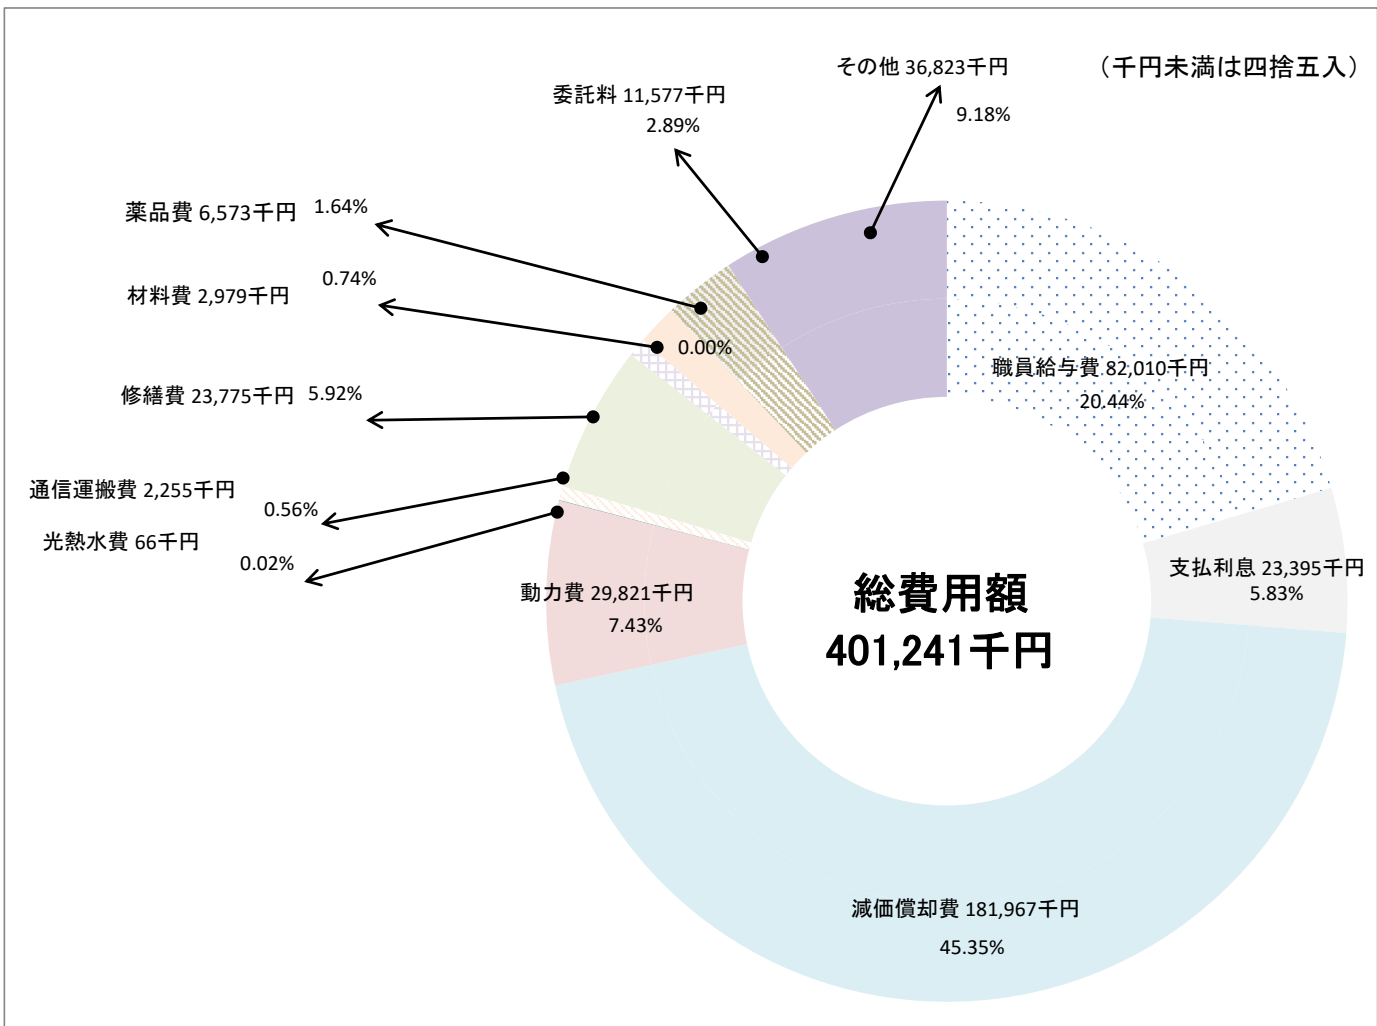 （千円未満は四捨五入）
その他 36,823千円
9.18%
委託料 11,577千円
2.89%
薬品費 6,573千円 1.64%
材料費 2,979千円
0.74%
0.00%
修繕費 23,775千円 5.92%
通信運搬費 2,255千円
0.56%
光熱水費 66千円
0.02%
動力費 29,821千円
7.43%
職員給与費 82,010千円
20.44%
支払利息 23,395千円
5.83%
総費用額
401,241千円
減価償却費 181,967千円
45.35%